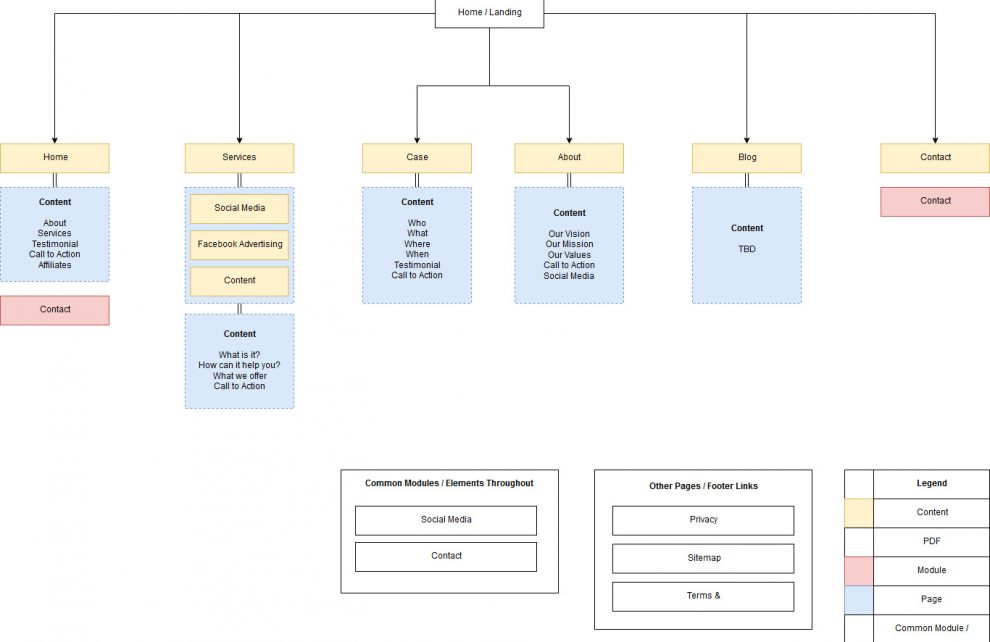 Home / Landing
Home
Services
Case
About
Blog
Contact
Content
About
Services
Testimonial
Call to Action
Affiliates
Contact
Social Media
Facebook Advertising
Content
Content
What is it?
How can it help you?
What we offer
Call to Action
Content
Who
What
Where
When
Testimonial
Call to Action
Content
Our Vision
Our Mission
Our Values
Call to Action
Social Media
Content
TBD
Contact
Common Modules / Elements Throughout
Social Media
Contact
Other Pages / Footer Links
Privacy
Sitemap
Terms &
Legend
Content
PDF
Module
Page
Common Module /